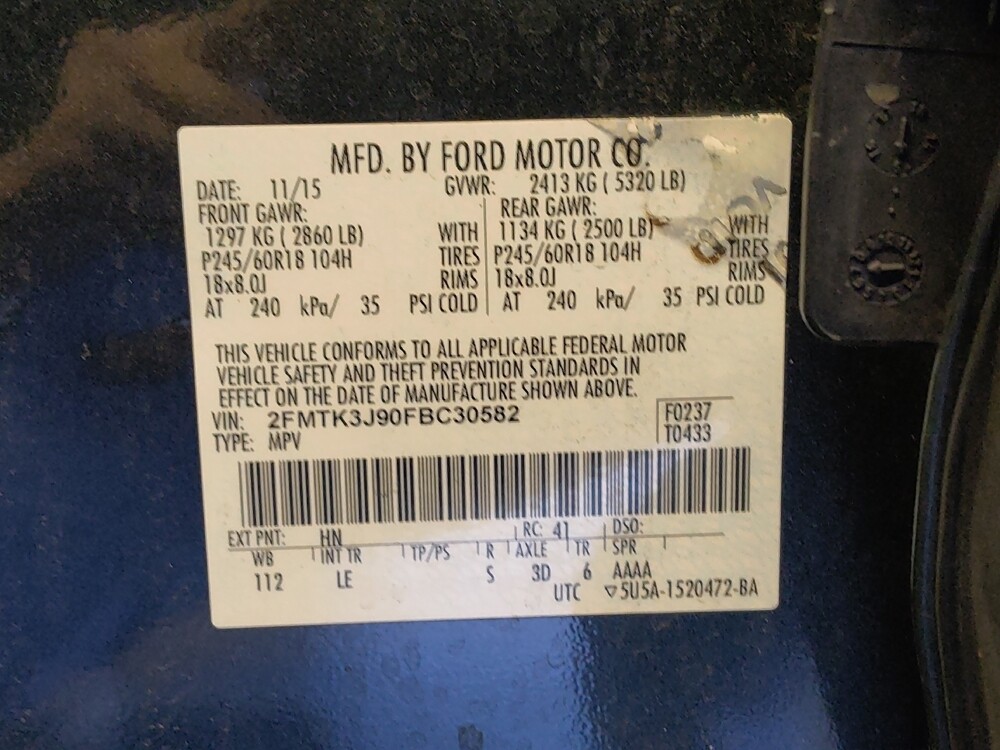 MFD. BY FORD MOTOR CO.
DATE: 11/15 GVWR: 2413 KG ( 5320 LB)
FRONT GAWR: REAR GAWR:
1297 KG ( 2860 LB) WITH 1134 KG ( 2500 LB) WITH
P245/60R18 104H TIRES P245/60R18 104H TIRES
18x8.0J RIMS 18x8.0J RIMS
AT 240 kPa/ 35 PSI COLD AT 240 kPa/ 35 PSI COLD
THIS VEHICLE CONFORMS TO ALL APPLICABLE FEDERAL MOTOR
VEHICLE SAFETY AND THEFT PREVENTION STANDARDS IN
EFFECT ON THE DATE OF MANUFACTURE SHOWN ABOVE.
VIN: 2FMTK3J90FBC30582 F0237
TYPE: MPV T0433
EXT PNT: HN RC: 41 DSO:
WB INT TR TP/PS R AXLE TR SPR
112 LE S 3D 6 AAAA
UTC ▽5U5A-1520472-BA